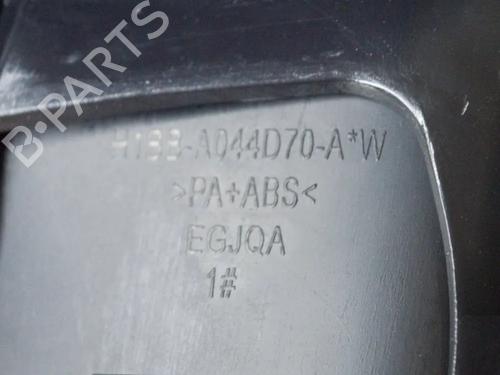 B-PARTS
H1BB-A044D70-A*W
>PA+ABS<
EGJQA
1#